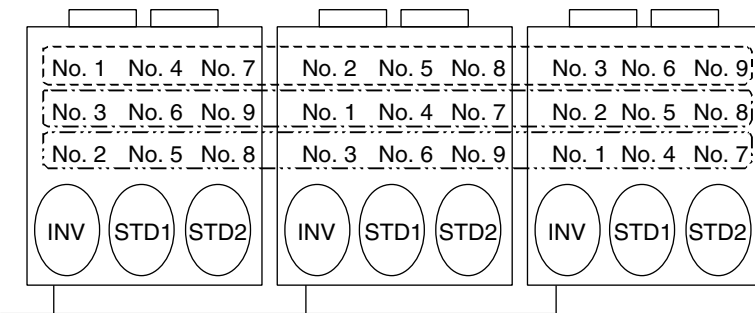 No. 1 No. 4 No. 7 No. 2 No. 5 No. 8 No. 3 No. 6 No. 9
No. 3 No. 6 No. 9 No. 1 No. 4 No. 7 No. 2 No. 5 No. 8
No. 2 No. 5 No. 8 No. 3 No. 6 No. 9 No. 1 No. 4 No. 7
INV STD1 STD2 INV STD1 STD2 INV STD1 STD2